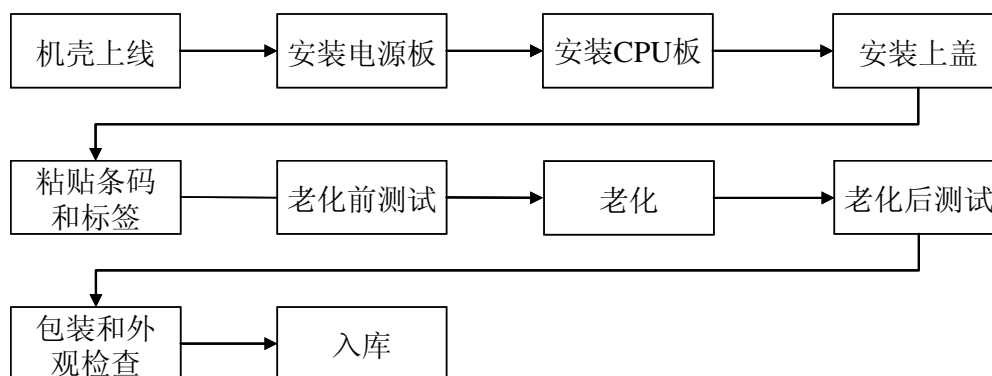 机壳上线
安装电源板
安装CPU板
安装上盖
粘贴条码
和标签
老化前测试
老化
老化后测试
包装和外
观检查
入库